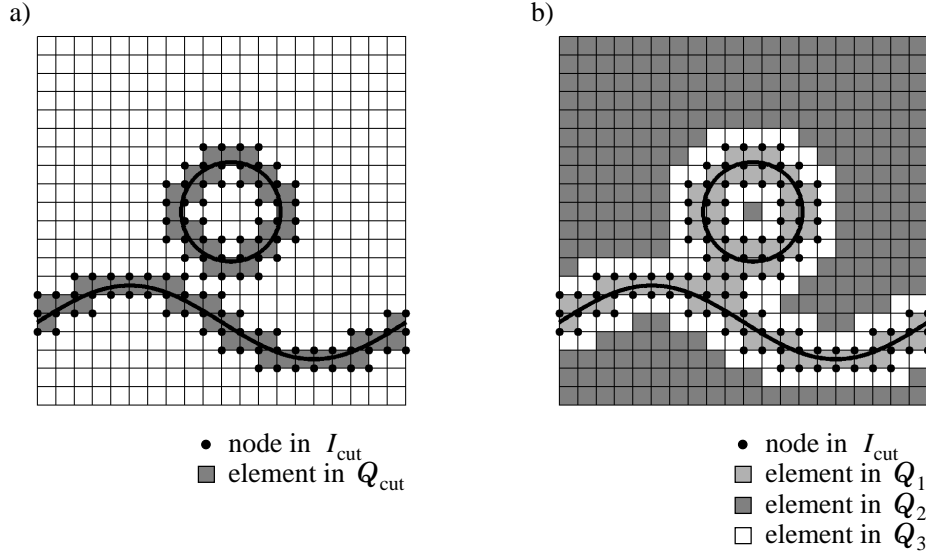 a)
b)
node in I_cut
element in Q_cut
node in I_cut
element in Q_1
element in Q_2
element in Q_3